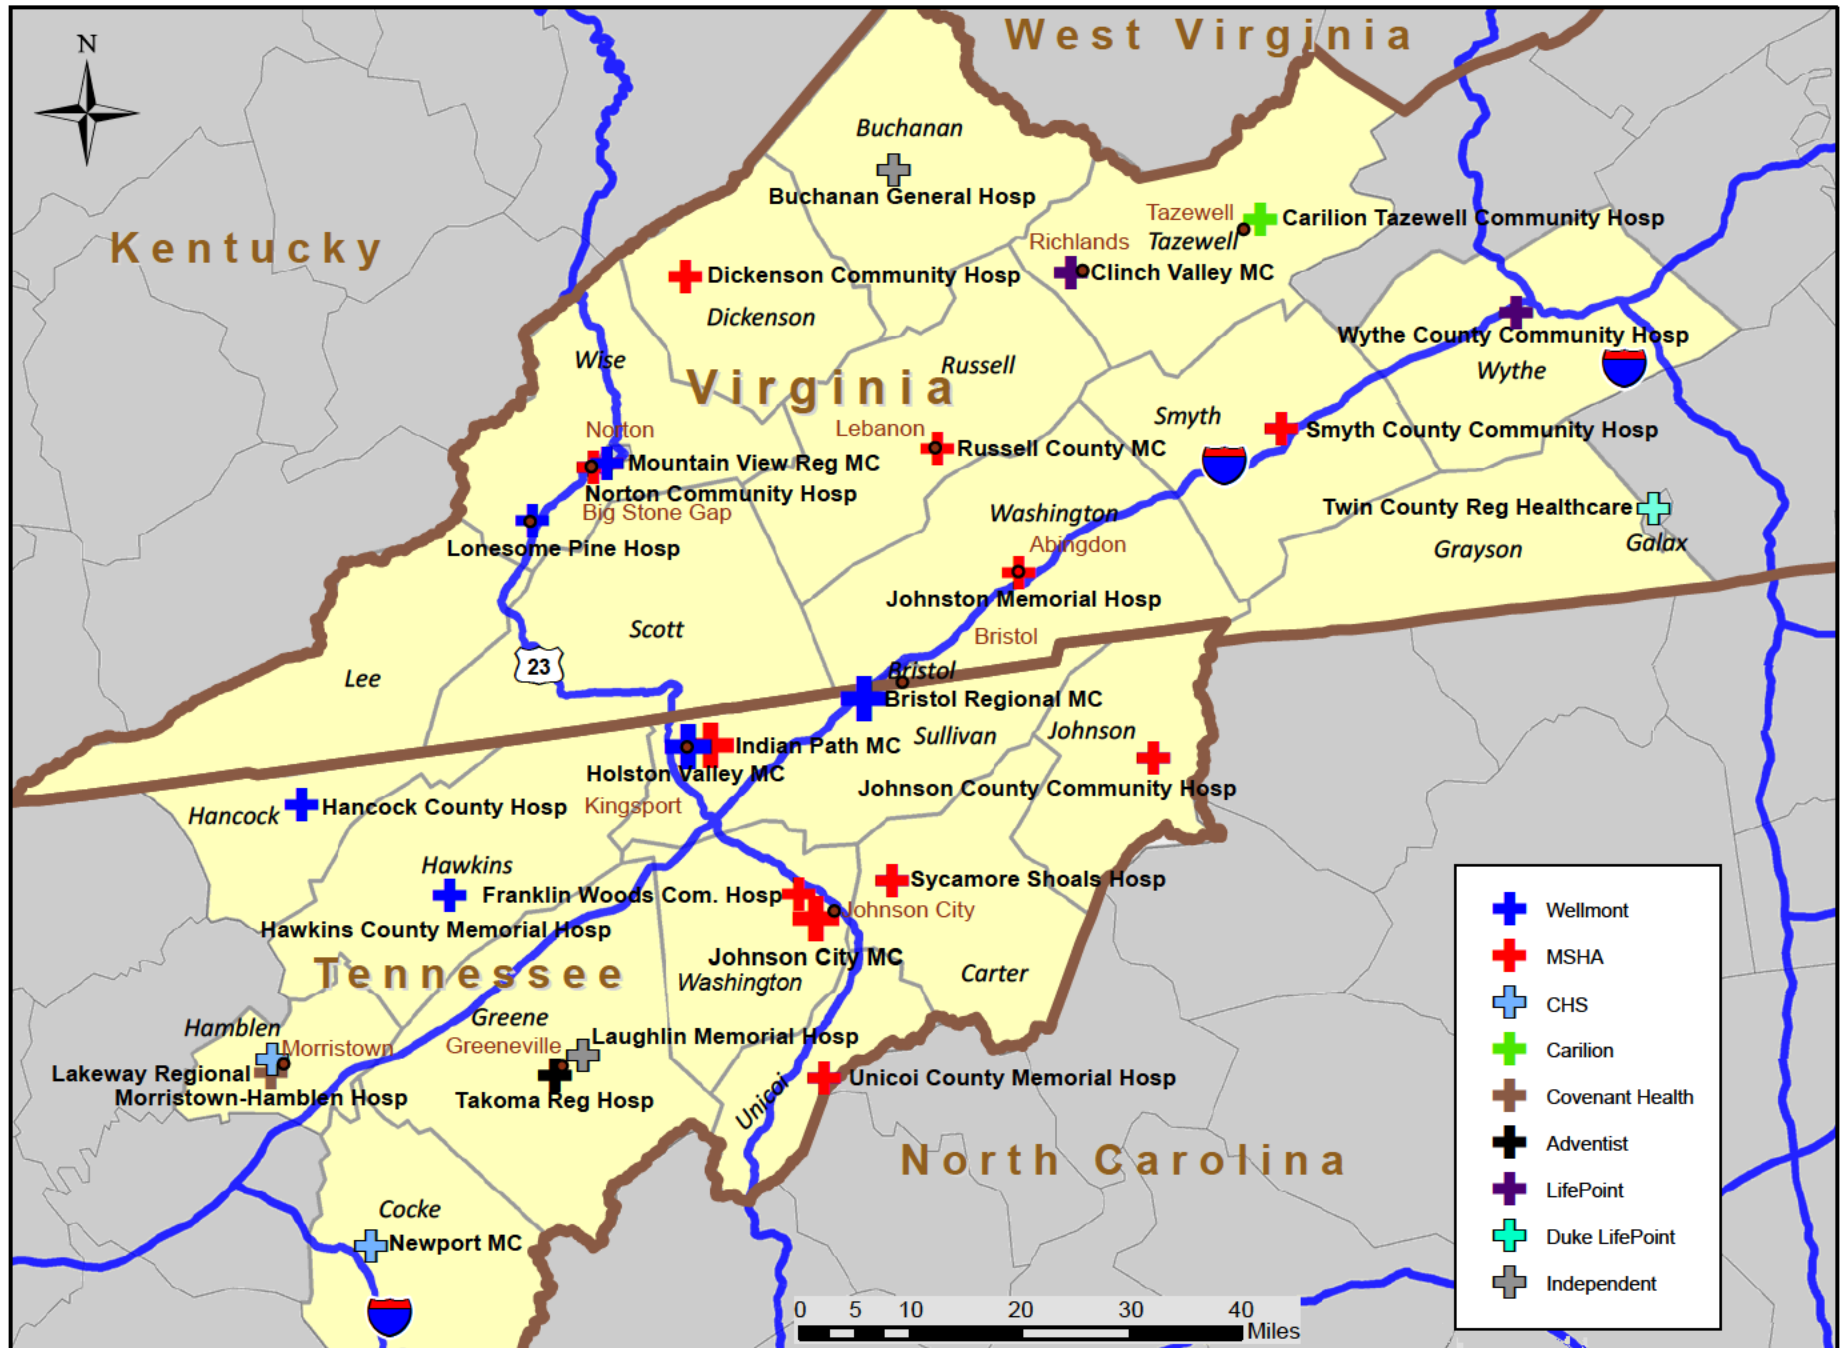 West Virginia
N
Buchanan
Buchanan General Hosp
Tazewell
Carilion Tazewell Community Hosp
Tazewell
Richlands
Kentucky
Clinch Valley MC
Dickenson Community Hosp
Dickenson
Wythe County Community Hosp
Wise
Russell
Wythe
Virginia
Smyth
Norton
Lebanon
Smyth County Community Hosp
Russell County MC
Mountain View Reg MC
Norton Community Hosp
Big Stone Gap
Washington
Twin County Reg Healthcare
Lonesome Pine Hosp
Abingdon
Galax
Grayson
Johnston Memorial Hosp
Scott
Bristol
23
Lee
Bristol
Bristol Regional MC
Sullivan
Johnson
Indian Path MC
Holston Valley MC
Johnson County Community Hosp
Kingsport
Hancock
Hancock County Hosp
Hawkins
Sycamore Shoals Hosp
Franklin Woods Com. Hosp
Johnson City
Hawkins County Memorial Hosp
Johnson City MC
Tennessee
Washington
Carter
Greene
Hamblen
Laughlin Memorial Hosp
Morristown
Greeneville
Lakeway Regional
Unicoi County Memorial Hosp
Morristown-Hamblen Hosp
Takoma Reg Hosp
Unicoi
North Carolina
Cocke
Newport MC
Wellmont
MSHA
CHS
Carilion
Covenant Health
Adventist
LifePoint
Duke LifePoint
Independent
0 5 10 20 30 40
Miles